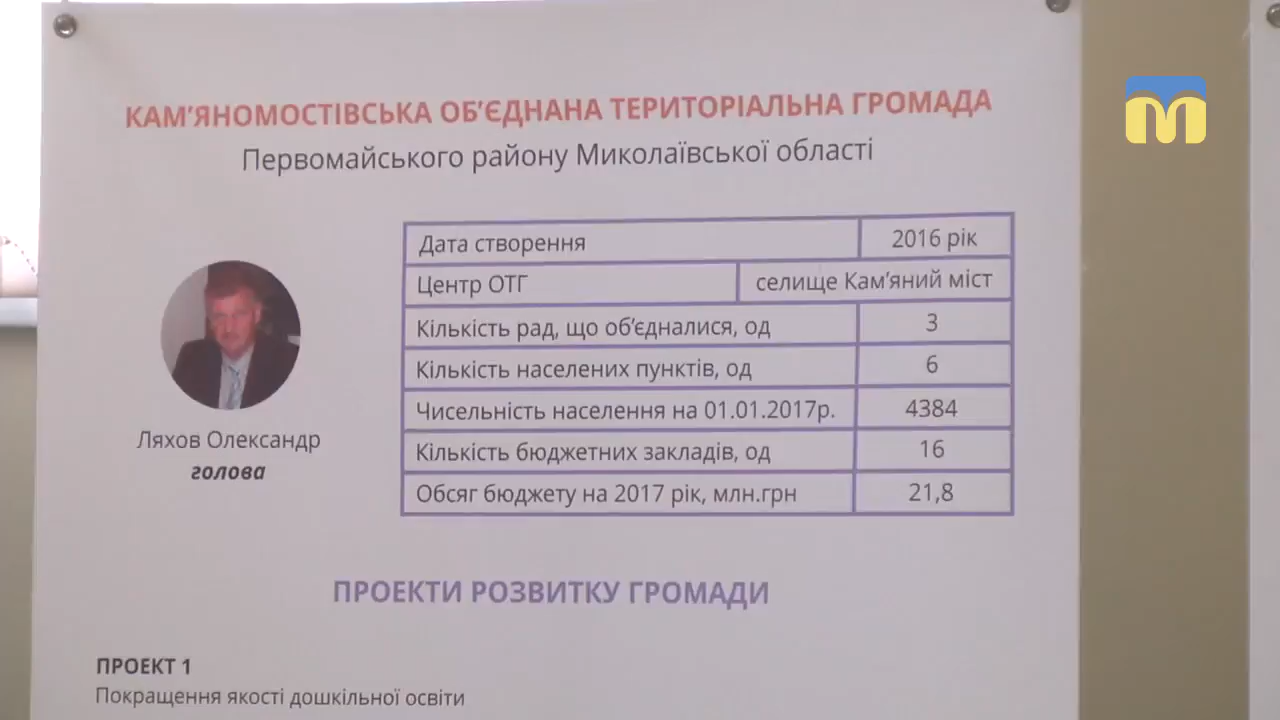 КАМ’ЯНОМОСТІВСЬКА ОБ’ЄДНАНА ТЕРИТОРІАЛЬНА ГРОМАДА
Первомайського району Миколаївської області
Дата створення 2016 рік
Центр ОТГ селище Кам’яний міст
Кількість рад, що об’єдналися, од 3
Кількість населених пунктів, од 6
Чисельність населення на 01.01.2017р. 4384
Кількість бюджетних закладів, од 16
Обсяг бюджету на 2017 рік, млн.грн 21,8
Ляхов Олександр
голова
ПРОЕКТИ РОЗВИТКУ ГРОМАДИ
ПРОЕКТ 1
Покращення якості дошкільної освіти